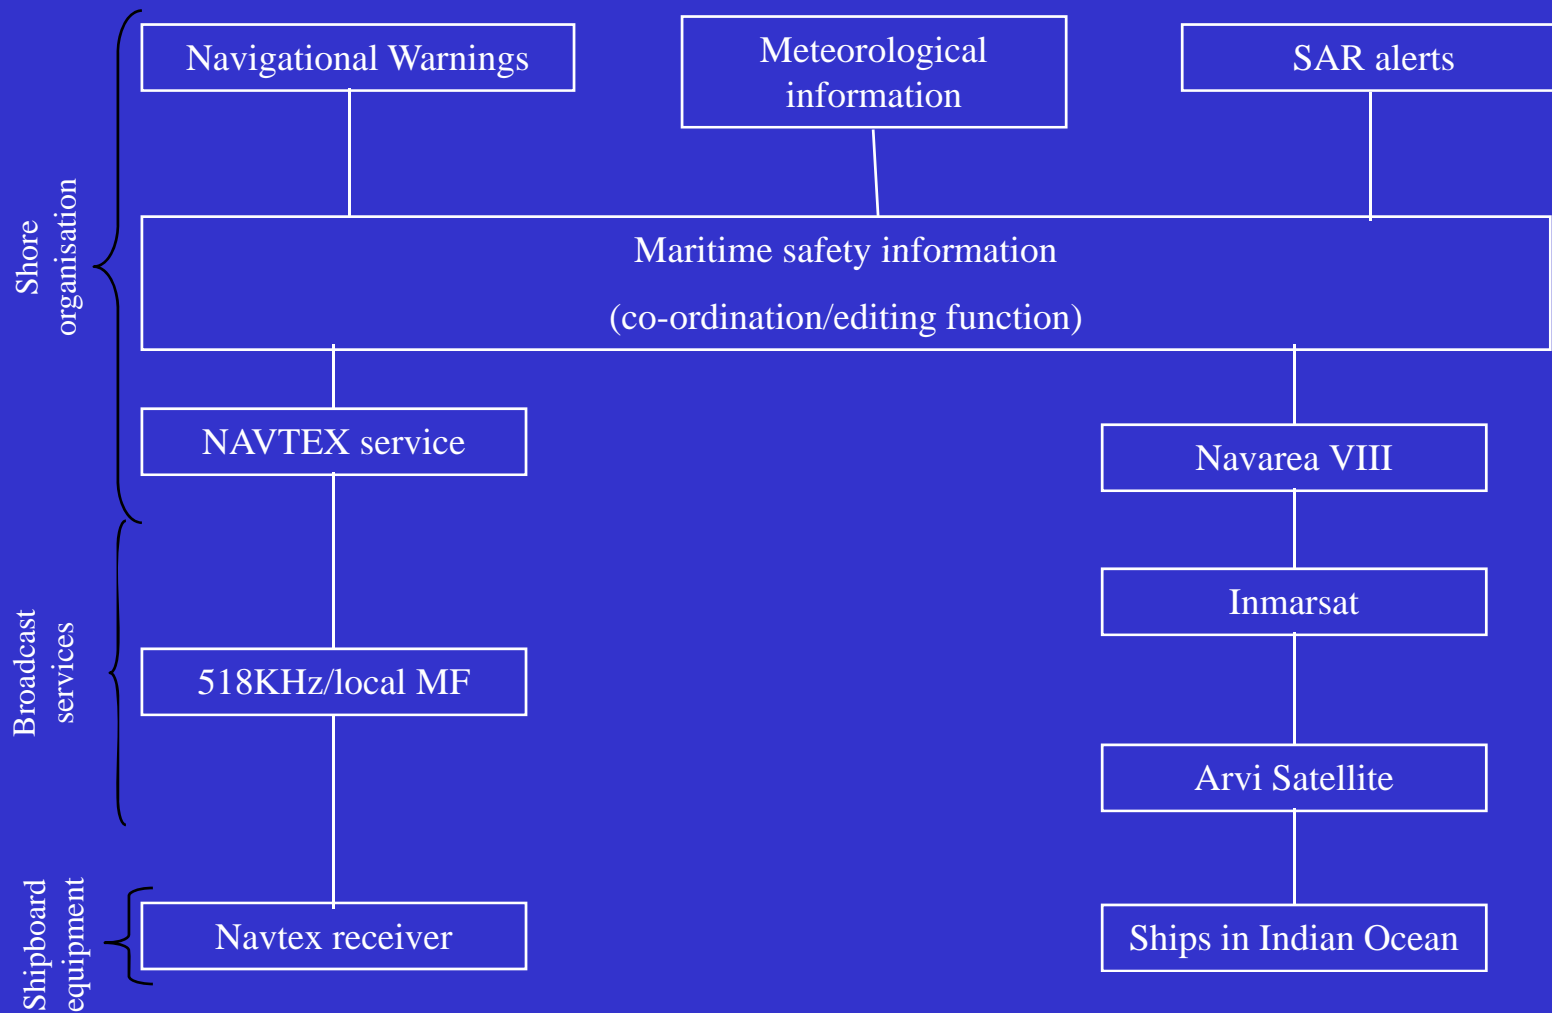 Navigational Warnings
Meteorological
information
SAR alerts
Shore
organisation
Maritime safety information
(co-ordination/editing function)
NAVTEX service
Navarea VIII
Broadcast
services
Inmarsat
518KHz/local MF
Arvi Satellite
Shipboard
equipment
Navtex receiver
Ships in Indian Ocean